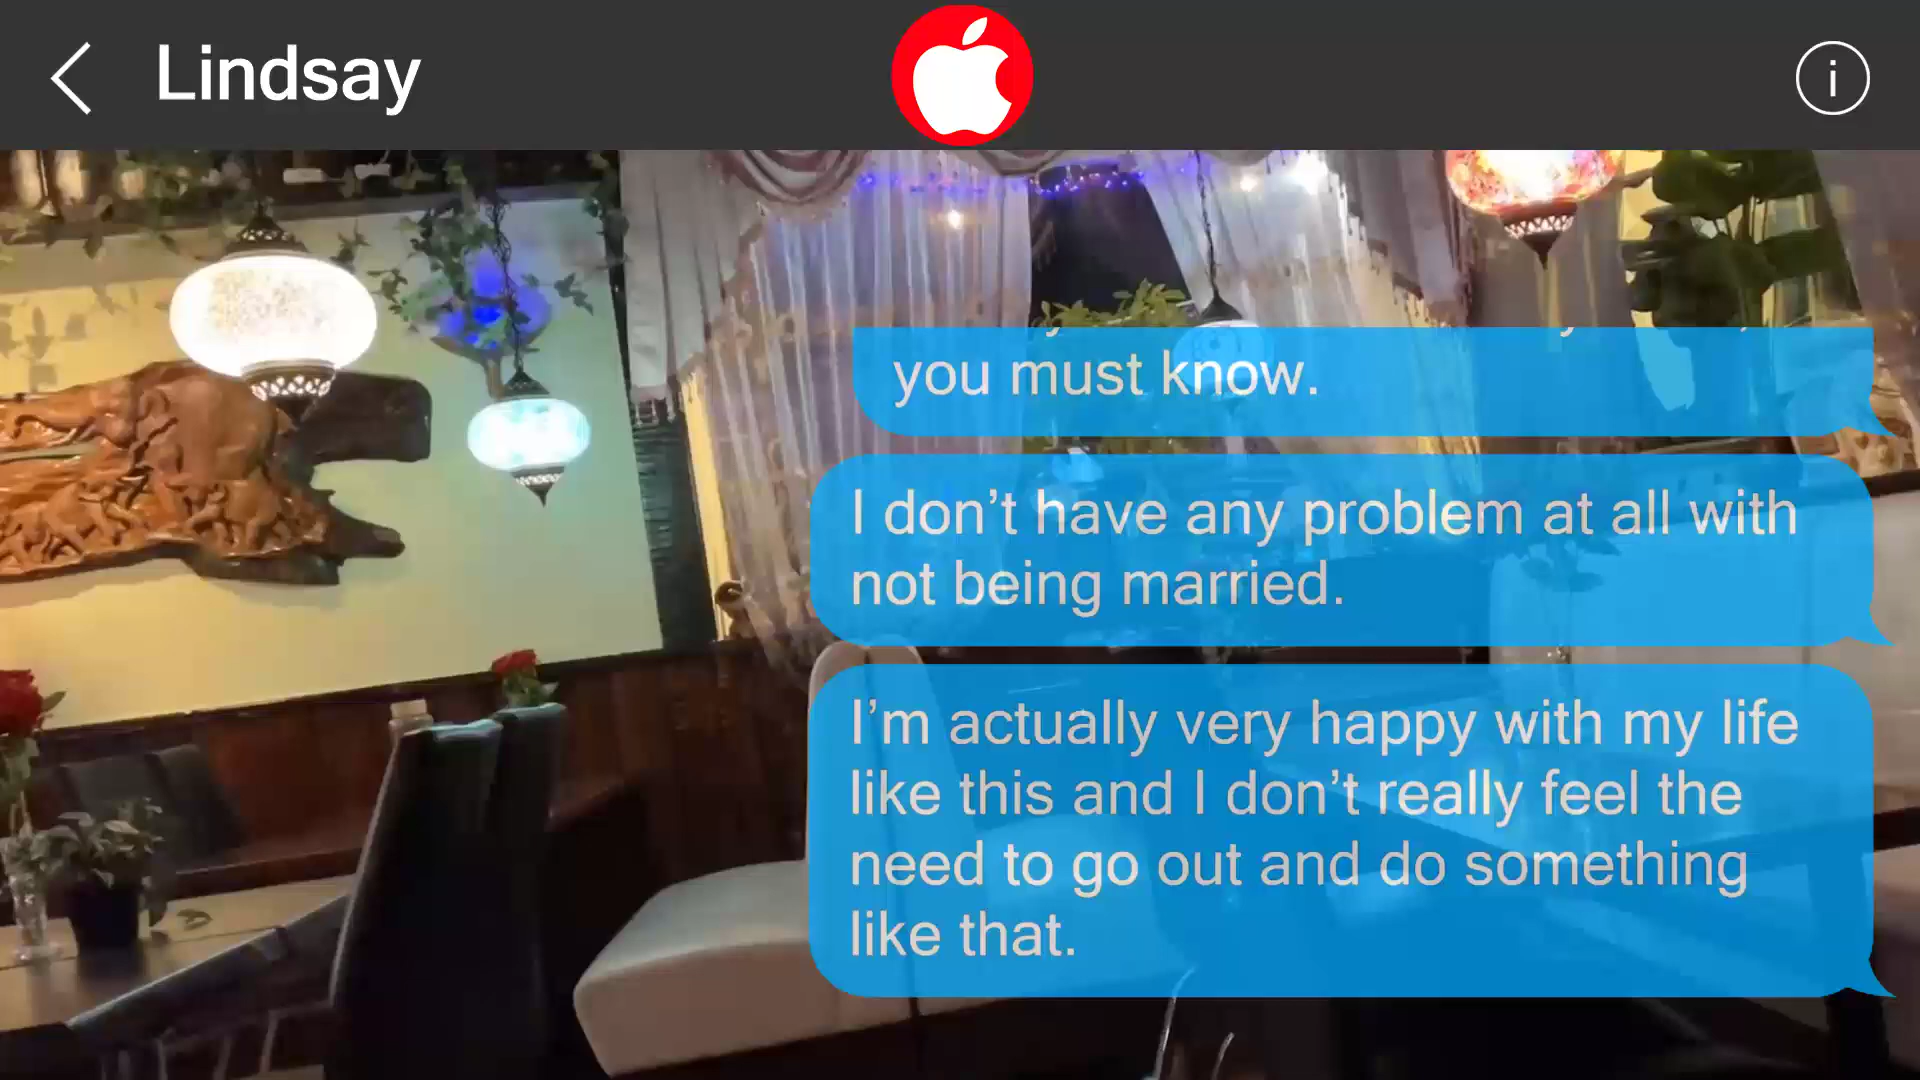 Lindsay
you must know.
I don't have any problem at all with
not being married.
I'm actually very happy with my life
like this and I don't really feel the
need to go out and do something
like that.